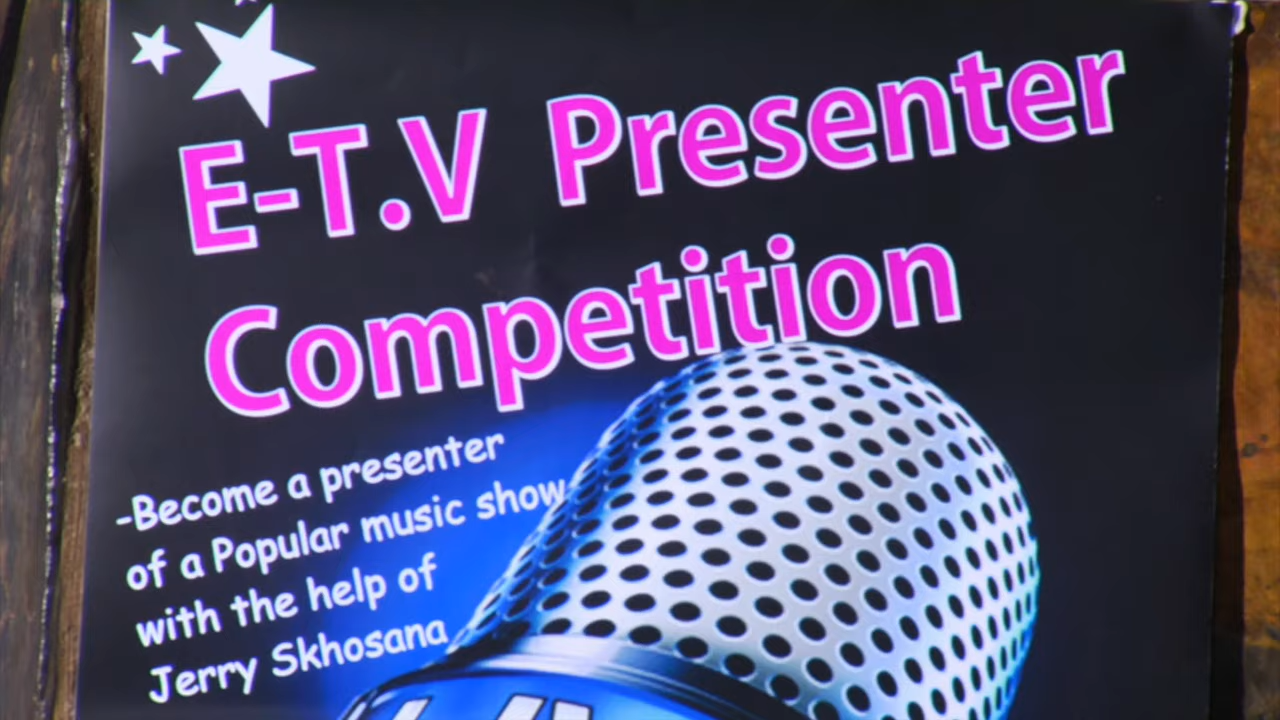 E-T.V Presenter
Competition
-Become a presenter
of a Popular music show
with the help of
Jerry Skhosana